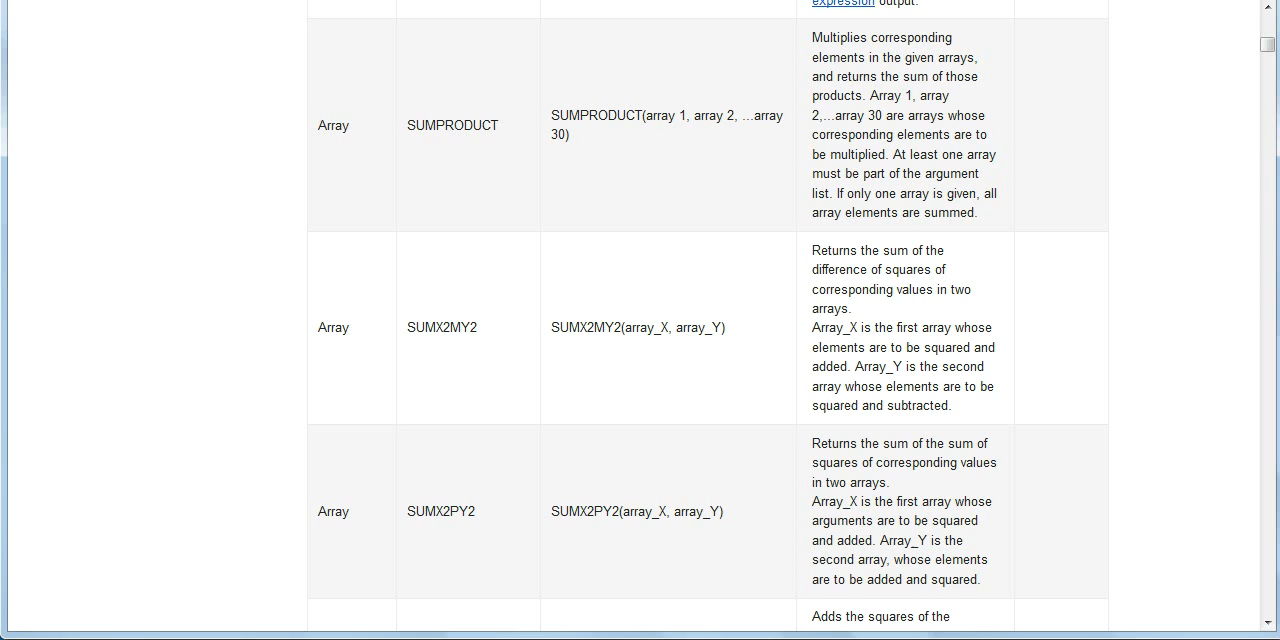 expression output.
Array
SUMPRODUCT
SUMPRODUCT(array 1, array 2, ...array
30)
Multiplies corresponding
elements in the given arrays,
and returns the sum of those
products. Array 1, array
2,...array 30 are arrays whose
corresponding elements are to
be multiplied. At least one array
must be part of the argument
list. If only one array is given, all
array elements are summed.
Array
SUMX2MY2
SUMX2MY2(array_X, array_Y)
Returns the sum of the
difference of squares of
corresponding values in two
arrays.
Array_X is the first array whose
elements are to be squared and
added. Array_Y is the second
array whose elements are to be
squared and subtracted.
Array
SUMX2PY2
SUMX2PY2(array_X, array_Y)
Returns the sum of the sum of
squares of corresponding values
in two arrays.
Array_X is the first array whose
arguments are to be squared
and added. Array_Y is the
second array, whose elements
are to be added and squared.
Adds the squares of the